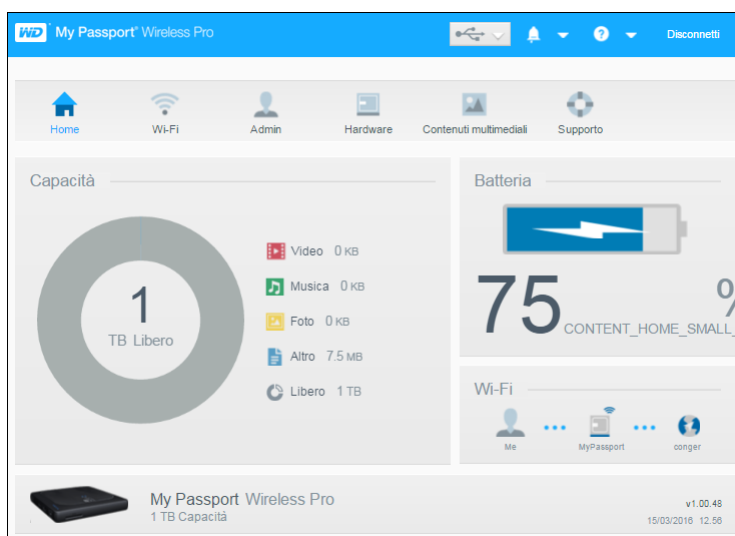 WD My Passport® Wireless Pro
Disconnetti
Home
Wi-Fi
Admin
Hardware
Contenuti multimediali
Supporto
Capacità
1
TB Libero
Video 0 KB
Musica 0 KB
Foto 0 KB
Altro 7.5 MB
Libero 1 TB
Batteria
75 %
CONTENT_HOME_SMALL_
Wi-Fi
Me
MyPassport
conger
My Passport Wireless Pro
1 TB Capacità
v1.00.48
15/03/2016 12.56